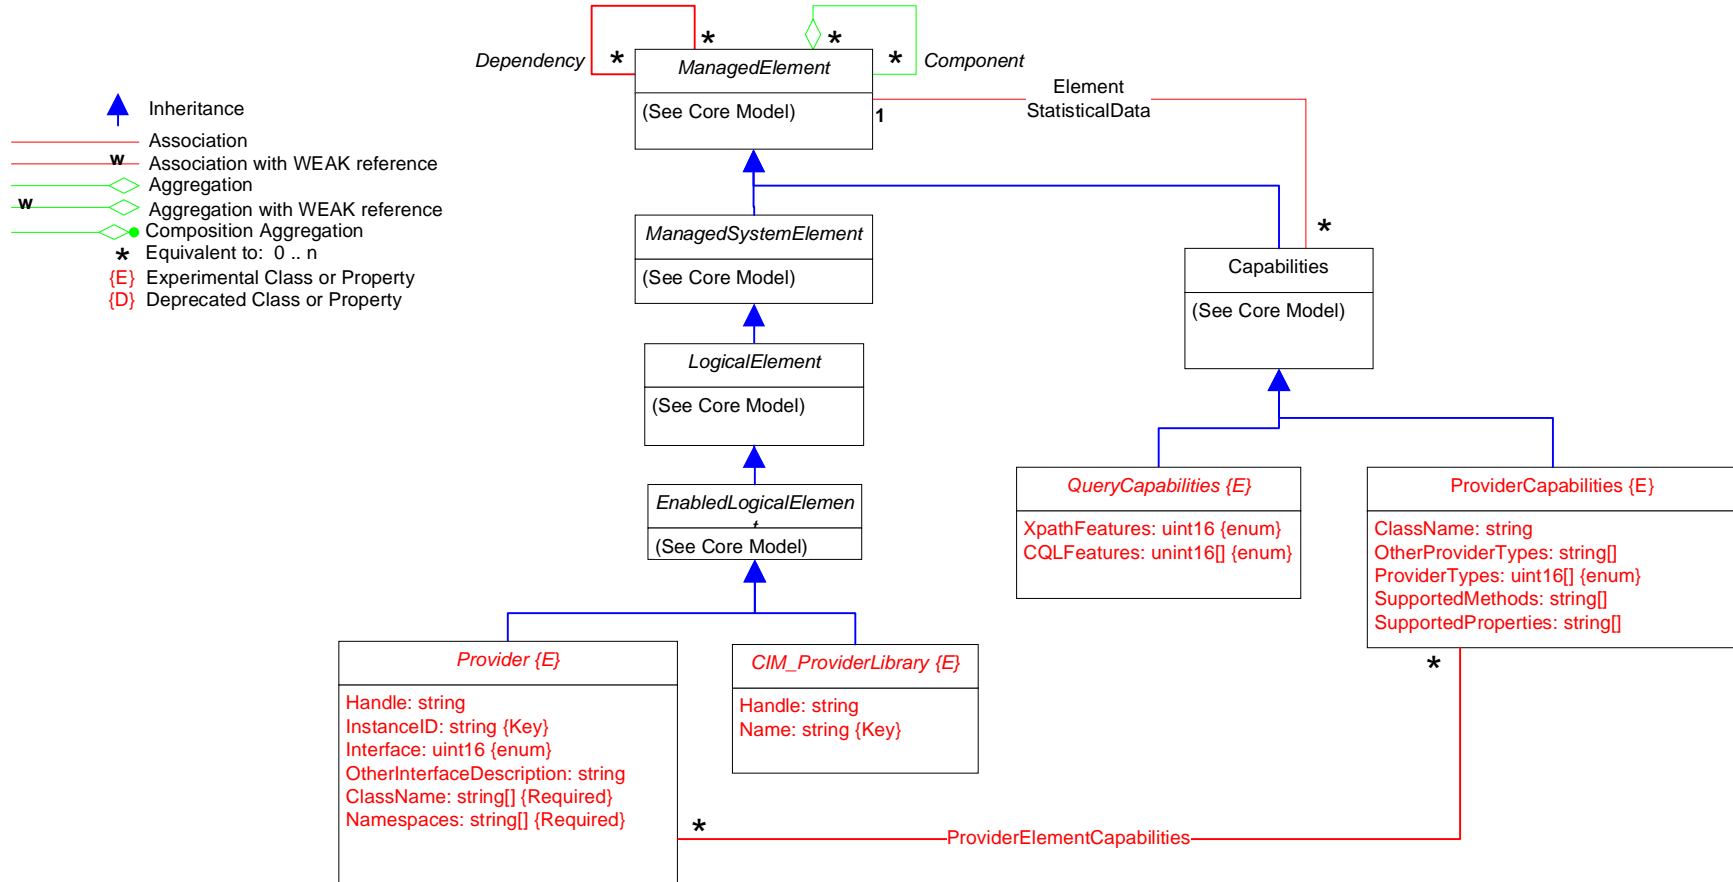 *
*
*
*
Dependency
ManagedElement
Component
(See Core Model)
1
Element
StatisticalData
*
Inheritance
Association
w
Association with WEAK reference
Aggregation
w
Aggregation with WEAK reference
Composition Aggregation
* Equivalent to: 0 .. n
{E} Experimental Class or Property
{D} Deprecated Class or Property
ManagedSystemElement
(See Core Model)
Capabilities
(See Core Model)
LogicalElement
(See Core Model)
EnabledLogicalElemen
t
(See Core Model)
QueryCapabilities {E}
XpathFeatures: uint16 {enum}
CQLFeatures: unint16[] {enum}
ProviderCapabilities {E}
ClassName: string
OtherProviderTypes: string[]
ProviderTypes: uint16[] {enum}
SupportedMethods: string[]
SupportedProperties: string[]
*
Provider {E}
Handle: string
InstanceID: string {Key}
Interface: uint16 {enum}
OtherInterfaceDescription: string
ClassName: string[] {Required}
Namespaces: string[] {Required}
CIM_ProviderLibrary {E}
Handle: string
Name: string {Key}
*
ProviderElementCapabilities